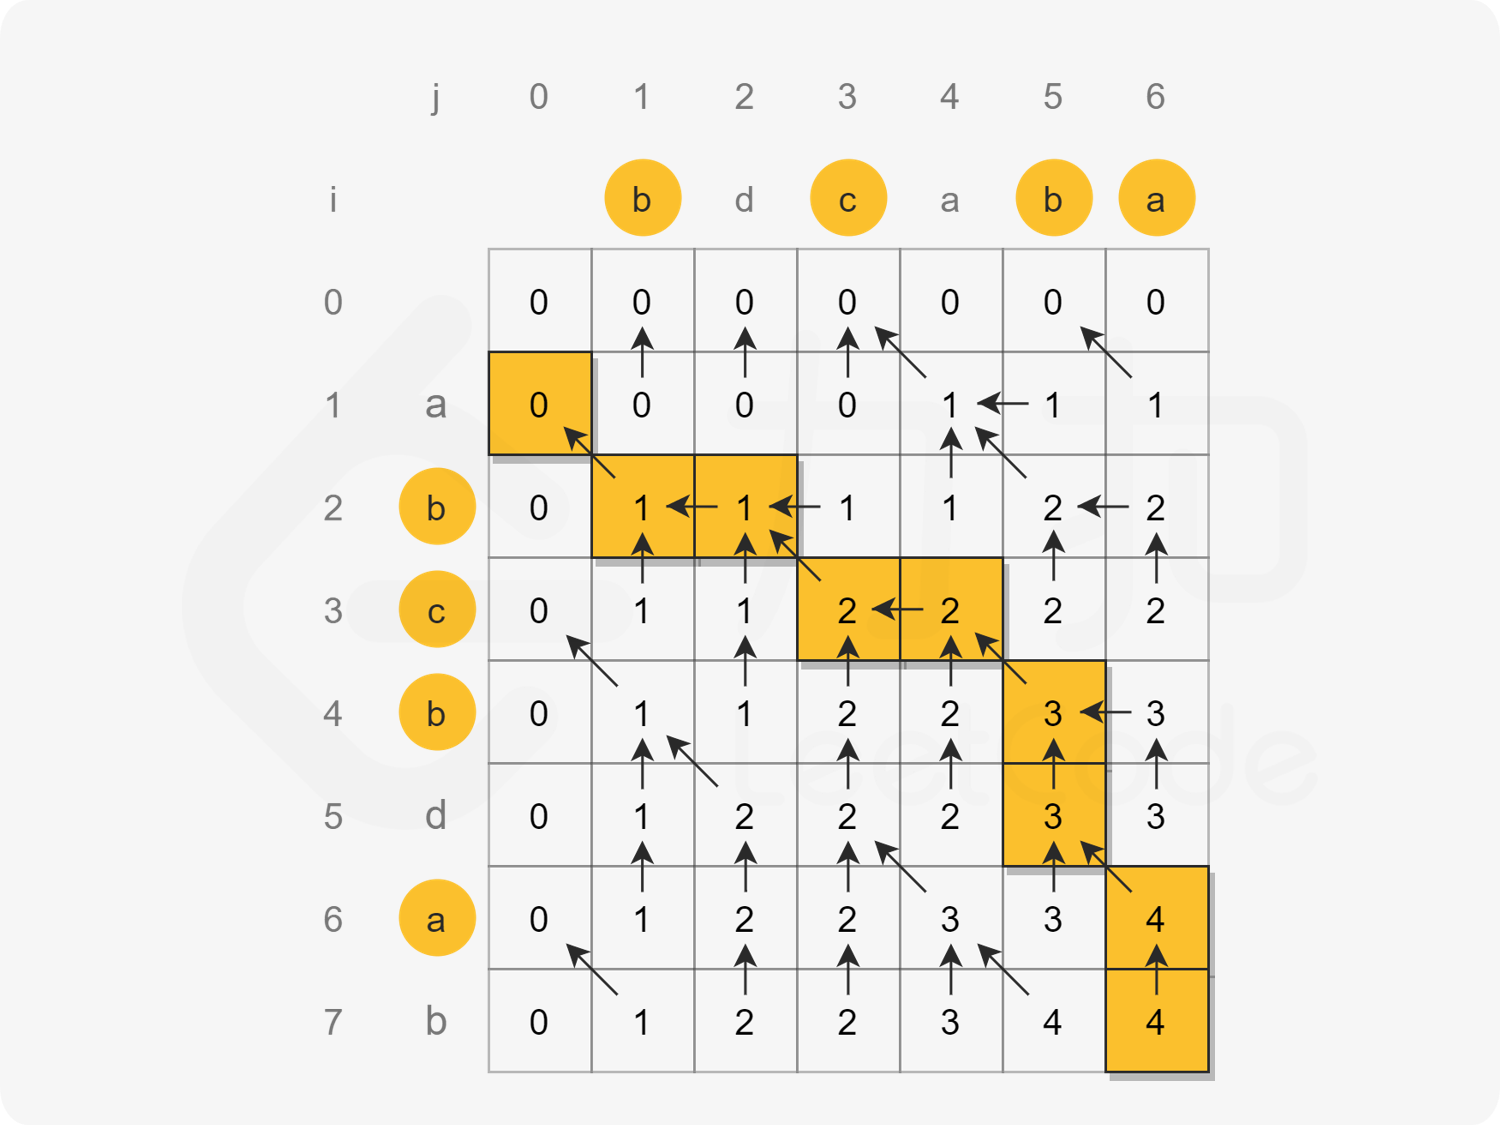 j 0 1 2 3 4 5 6
i b d c a b a
0 0 0 0 0 0 0 0
1 a 0 0 0 0 1 1 1
2 b 0 1 1 1 1 2 2
3 c 0 1 1 2 2 2 2
4 b 0 1 1 2 2 3 3
5 d 0 1 2 2 2 3 3
6 a 0 1 2 2 3 3 4
7 b 0 1 2 2 3 4 4
力扣
LeetCode